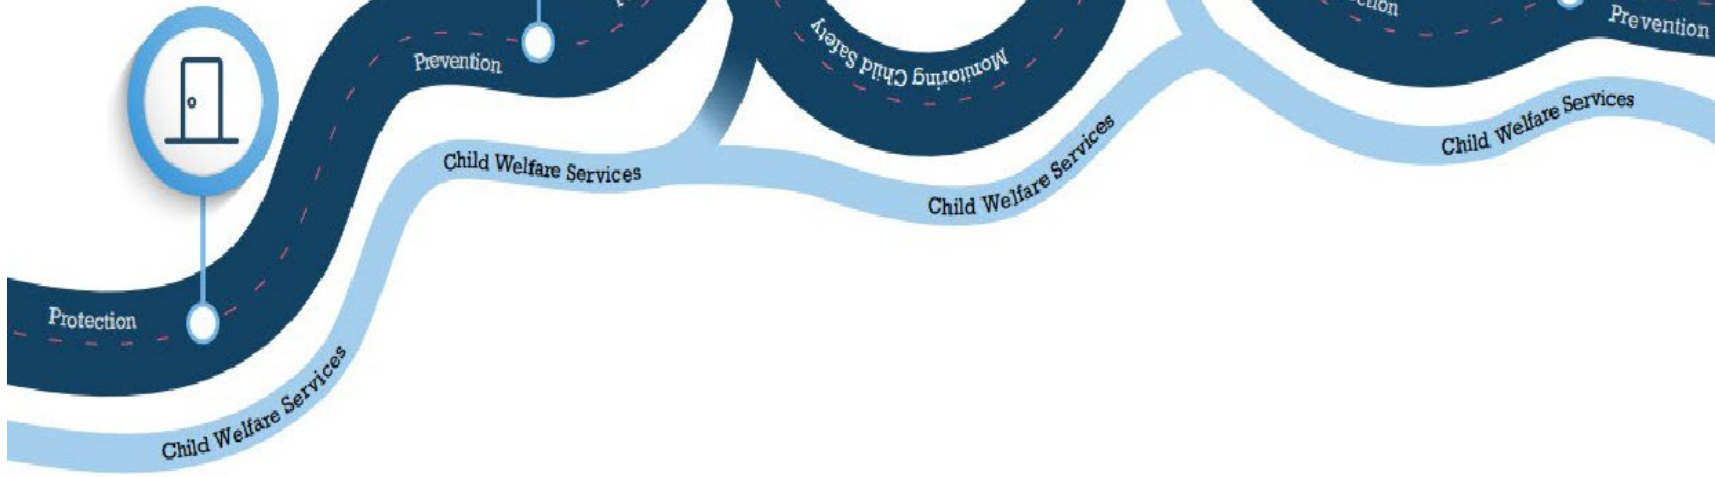 Prevention
Monitoring Child Safety
Prevention
Child Welfare Services
Child Welfare Services
Child Welfare Services
Protection
Child Welfare Services